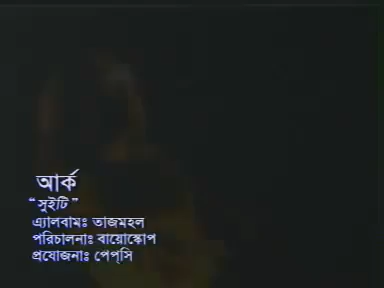 আর্ক
“সুইটি”
এ্যালবামঃ তাজমহল
পরিচালনাঃ বায়োস্কোপ
প্রযোজনাঃ পেপ্সি